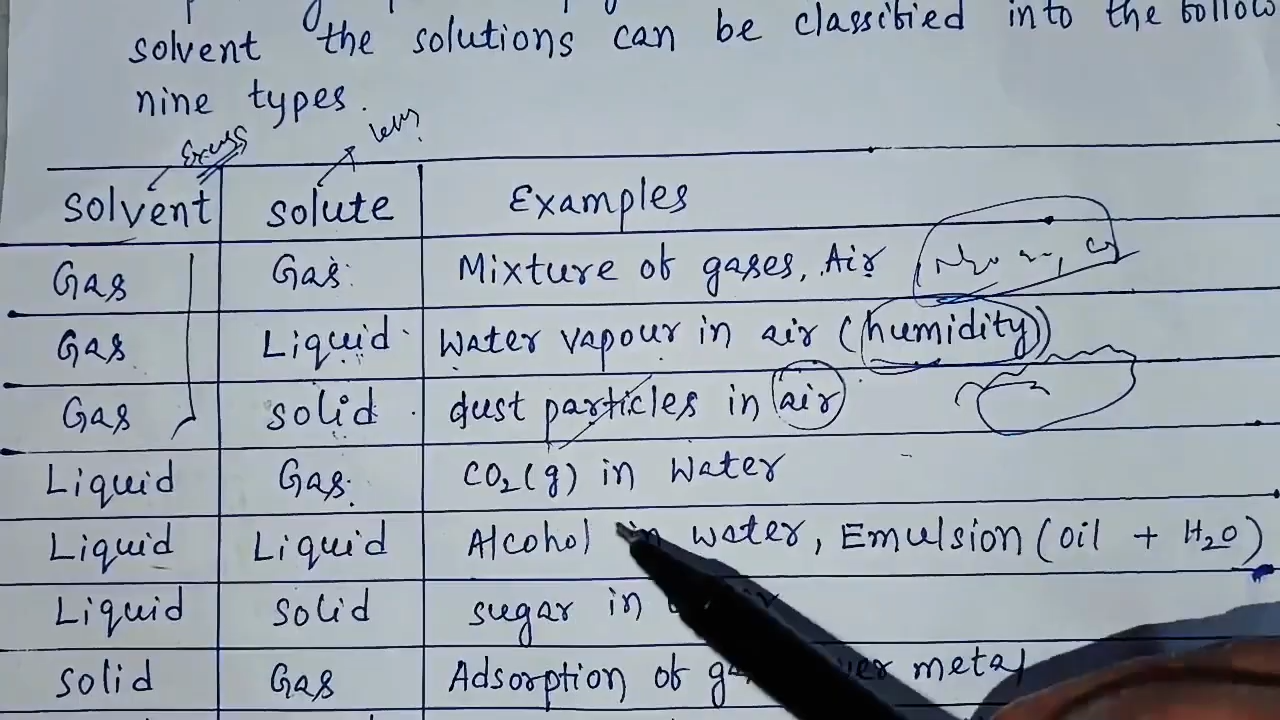 solvent the solutions can be classified into the follow
nine types.
Excess
less
Solvent Solute Examples
Gas Gas Mixture of gases, Air
Gas Liquid Water vapour in air (humidity)
Gas Solid dust particles in air
Liquid Gas CO₂(g) in Water
Liquid Liquid Alcohol in water, Emulsion (oil + H₂O)
Liquid Solid sugar in
Solid Gas Adsorption of metal